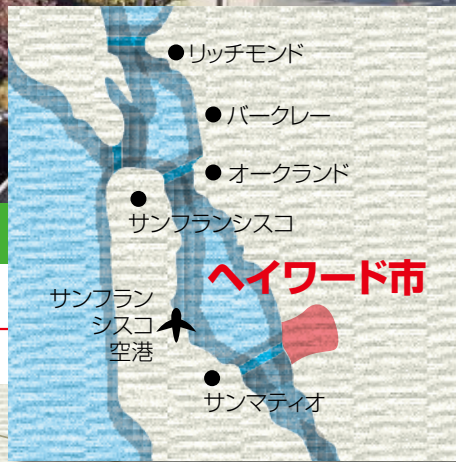 リッチモンド
バークレー
オークランド
サンフランシスコ
ヘイワード市
サンフラン
シスコ
空港
サンマティオ